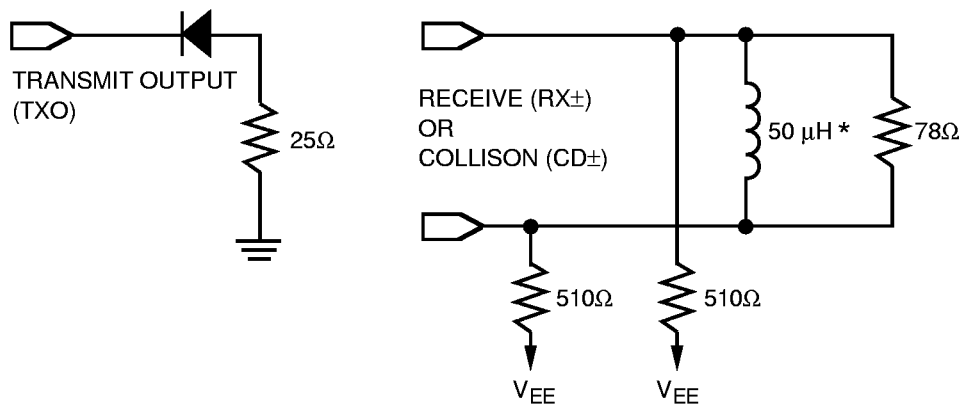 TRANSMIT OUTPUT
(TXO)
25Ω
RECEIVE (RX±)
OR
COLLISON (CD±)
50 μH *
78Ω
510Ω
510Ω
VEE
VEE